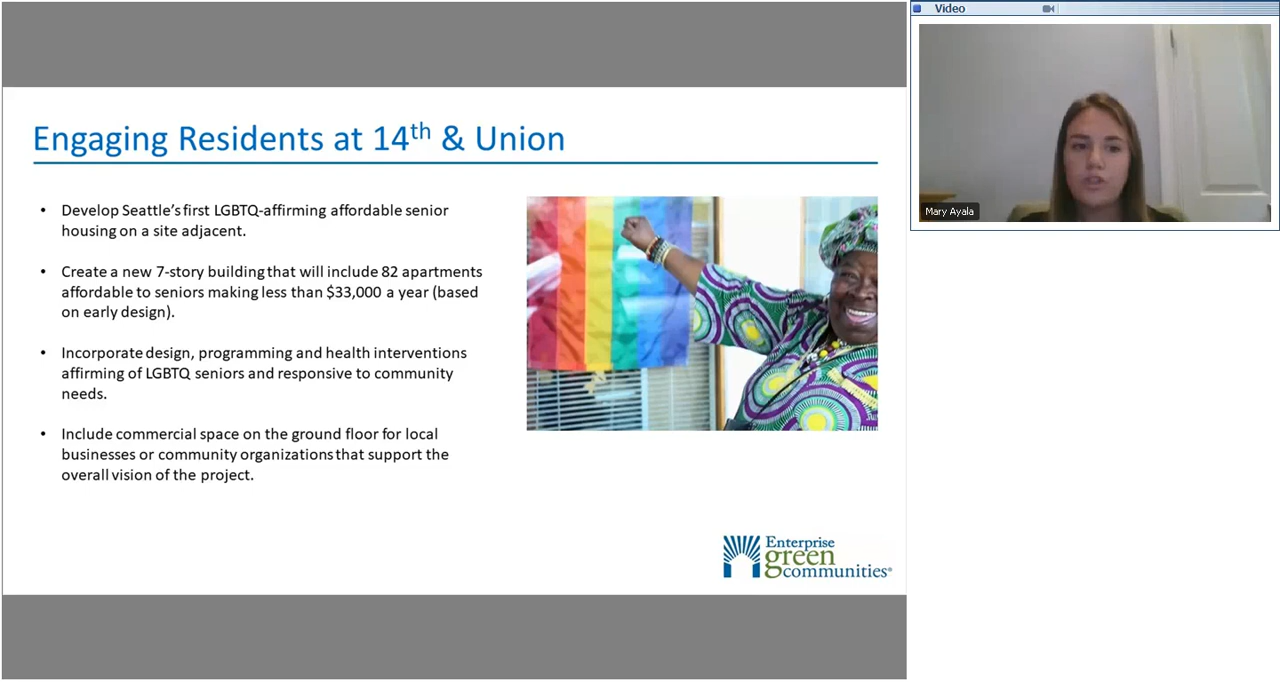 Video
Mary Ayala
Engaging Residents at 14th & Union
• Develop Seattle's first LGBTQ-affirming affordable senior
housing on a site adjacent.
• Create a new 7-story building that will include 82 apartments
affordable to seniors making less than $33,000 a year (based
on early design).
• Incorporate design, programming and health interventions
affirming of LGBTQ seniors and responsive to community
needs.
• Include commercial space on the ground floor for local
businesses or community organizations that support the
overall vision of the project.
Enterprise
green
communities®